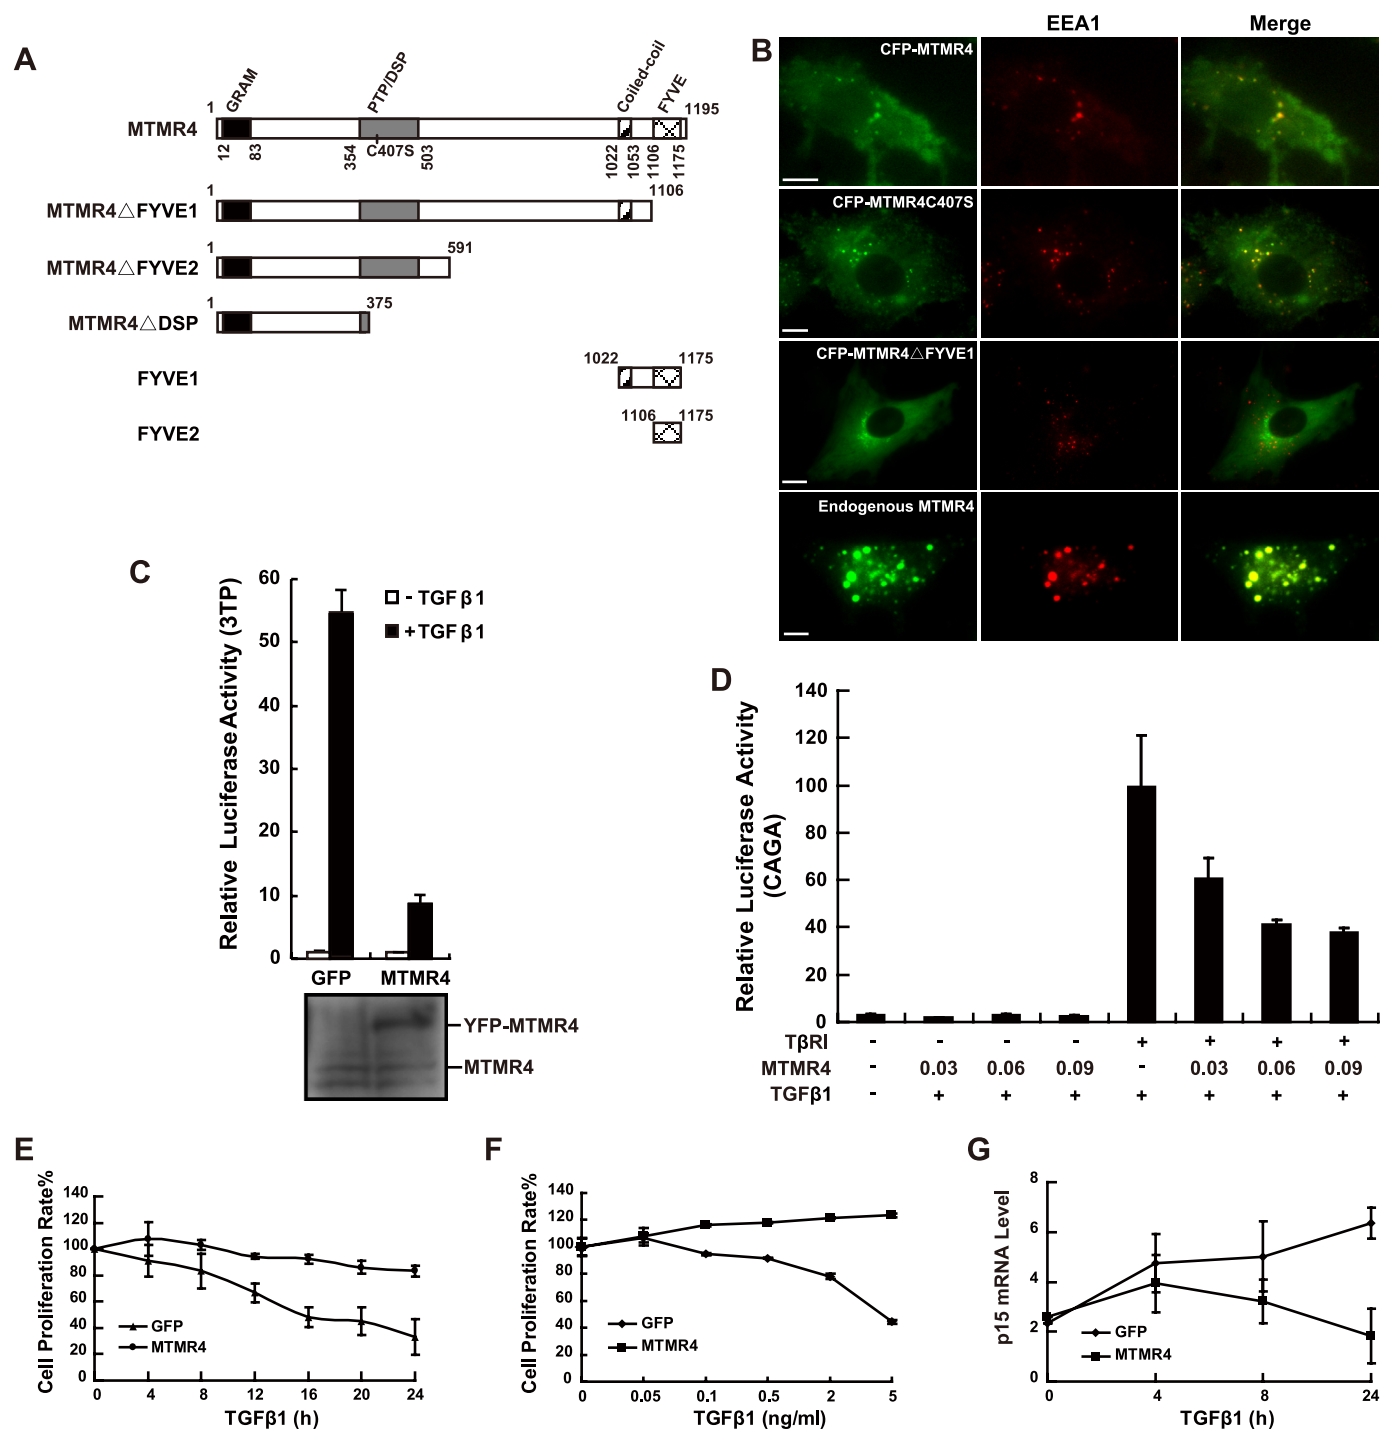 A
GRAM
PTP/DSP
Coiled-coil
FYVE
1
1195
MTMR4
12
83
354
C407S
503
1022
1053
1106
1175
1
1106
MTMR4△FYVE1
1
591
MTMR4△FYVE2
1
375
MTMR4△DSP
1022
1175
FYVE1
1106
1175
FYVE2
B
EEA1
Merge
CFP-MTMR4
CFP-MTMR4C407S
CFP-MTMR4△FYVE1
Endogenous MTMR4
C
Relative Luciferase Activity (3TP)
60
50
40
30
20
10
0
- TGFβ1
+TGFβ1
GFP
MTMR4
YFP-MTMR4
MTMR4
D
Relative Luciferase Activity
(CAGA)
140
120
100
80
60
40
20
0
TβRI - - - - + + + +
MTMR4 - 0.03 0.06 0.09 - 0.03 0.06 0.09
TGFβ1 - + + + + + + +
E
Cell Proliferation Rate%
140
120
100
80
60
40
20
0
GFP
MTMR4
0 4 8 12 16 20 24
TGFβ1 (h)
F
Cell Proliferation Rate%
140
120
100
80
60
40
20
0
GFP
MTMR4
0 0.05 0.1 0.5 2 5
TGFβ1 (ng/ml)
G
p15 mRNA Level
8
6
4
2
0
GFP
MTMR4
0 4 8 24
TGFβ1 (h)